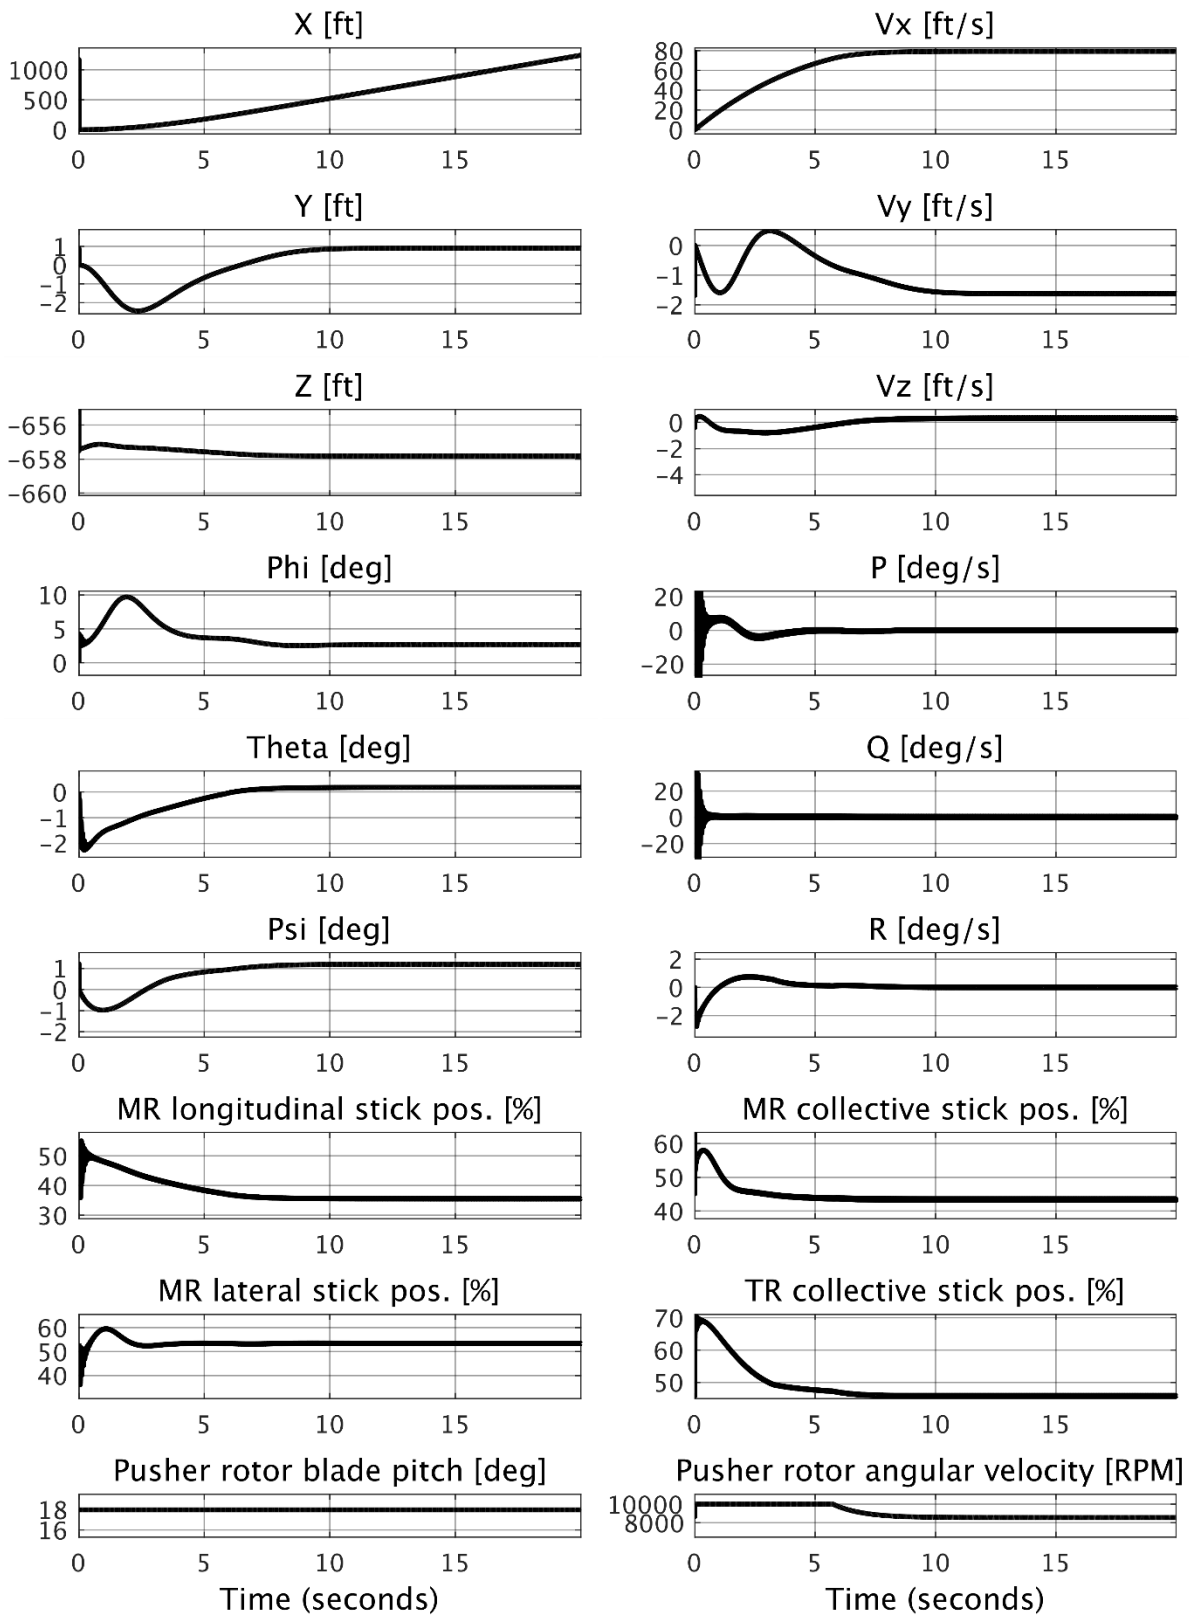 X [ft]
1000
500
0
0 5 10 15
Vx [ft/s]
80
60
40
20
0
0 5 10 15
Y [ft]
1
0
−1
−2
0 5 10 15
Vy [ft/s]
0
−1
−2
0 5 10 15
Z [ft]
−656
−658
−660
0 5 10 15
Vz [ft/s]
0
−2
−4
0 5 10 15
Phi [deg]
10
5
0
0 5 10 15
P [deg/s]
20
0
−20
0 5 10 15
Theta [deg]
0
−1
−2
0 5 10 15
Q [deg/s]
20
0
−20
0 5 10 15
Psi [deg]
1
0
−1
−2
0 5 10 15
R [deg/s]
2
0
−2
0 5 10 15
MR longitudinal stick pos. [%]
50
40
30
0 5 10 15
MR collective stick pos. [%]
60
50
40
0 5 10 15
MR lateral stick pos. [%]
60
50
40
0 5 10 15
TR collective stick pos. [%]
70
60
50
0 5 10 15
Pusher rotor blade pitch [deg]
18
16
0 5 10 15
Time (seconds)
Pusher rotor angular velocity [RPM]
10000
8000
0 5 10 15
Time (seconds)